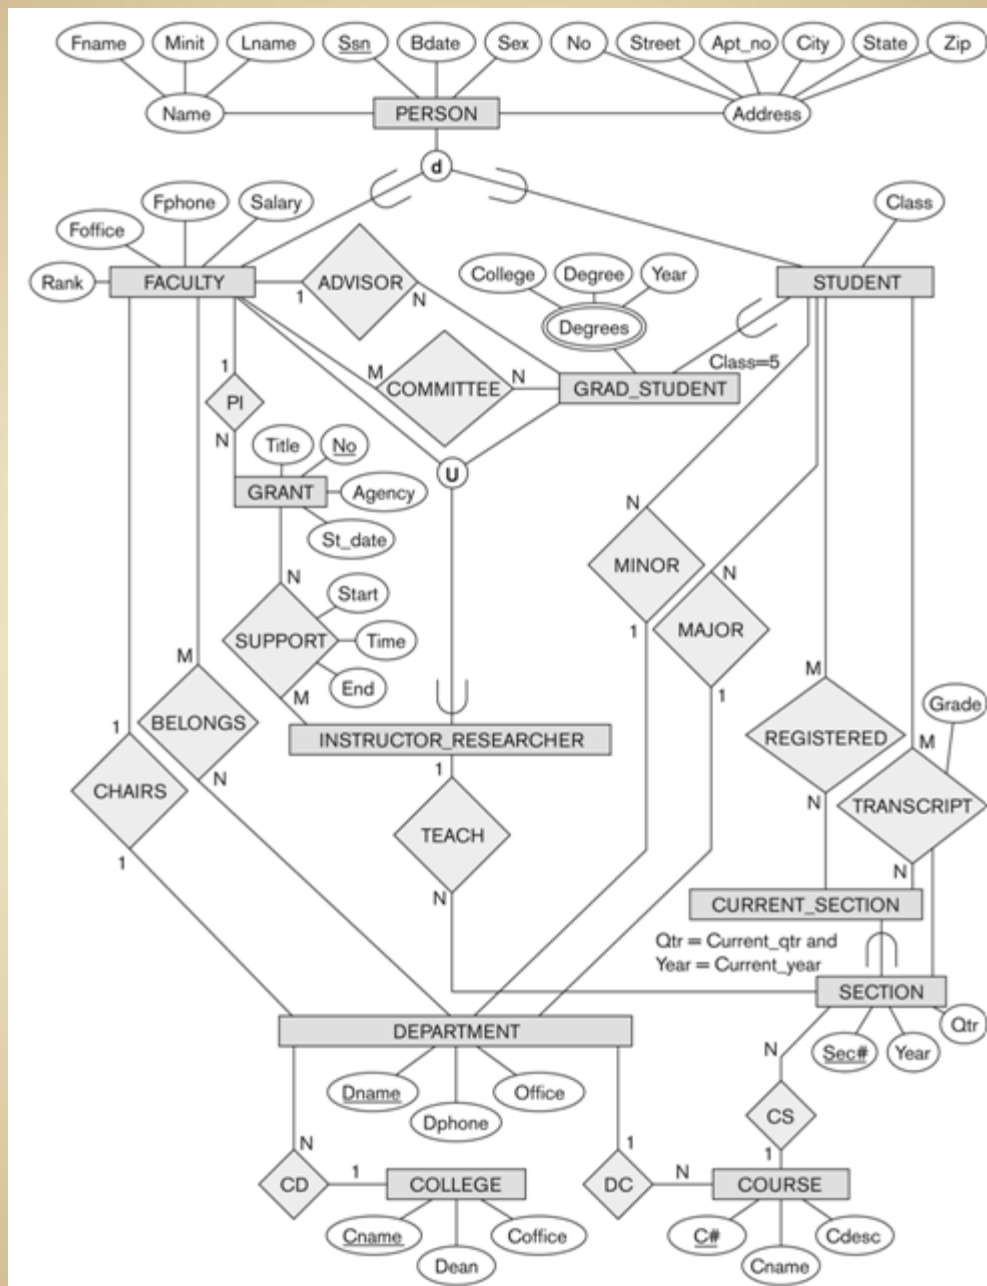 Fname Minit Lname Ssn Bdate Sex No Street Apt_no City State Zip
Name PERSON Address
d
Fphone Salary Class
Foffice
Rank FACULTY ADVISOR College Degree Year STUDENT
1 N
Degrees
Class=5
1 M COMMITTEE N GRAD_STUDENT
PI
N Title No
U
GRANT Agency
N
St_date
MINOR N
N Start
SUPPORT Time 1 MAJOR
M M End 1 M
M
Grade
BELONGS INSTRUCTOR_RESEARCHER REGISTERED M
1 1
N
CHAIRS N TRANSCRIPT
TEACH
1 N
N
CURRENT_SECTION
Qtr = Current_qtr and
Year = Current_year
SECTION
DEPARTMENT Qtr
N Sec# Year
Dname Office
Dphone
CS
N 1 1
CD 1 COLLEGE DC N COURSE
Cname Coffice C# Cdesc
Dean Cname